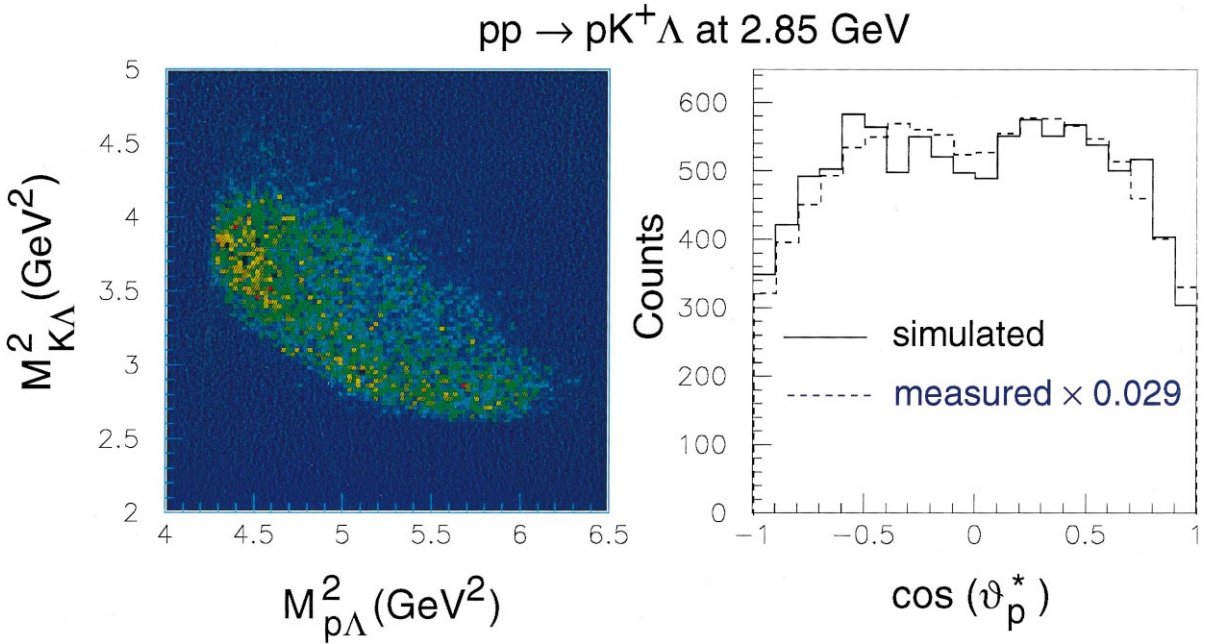 pp → pK⁺Λ at 2.85 GeV
5
4.5
4
3.5
3
2.5
2
4 4.5 5 5.5 6 6.5
M²KΛ (GeV²)
M²pΛ (GeV²)
600
500
400
300
200
100
0
−1 −0.5 0 0.5 1
Counts
simulated
measured × 0.029
cos (ϑp*)